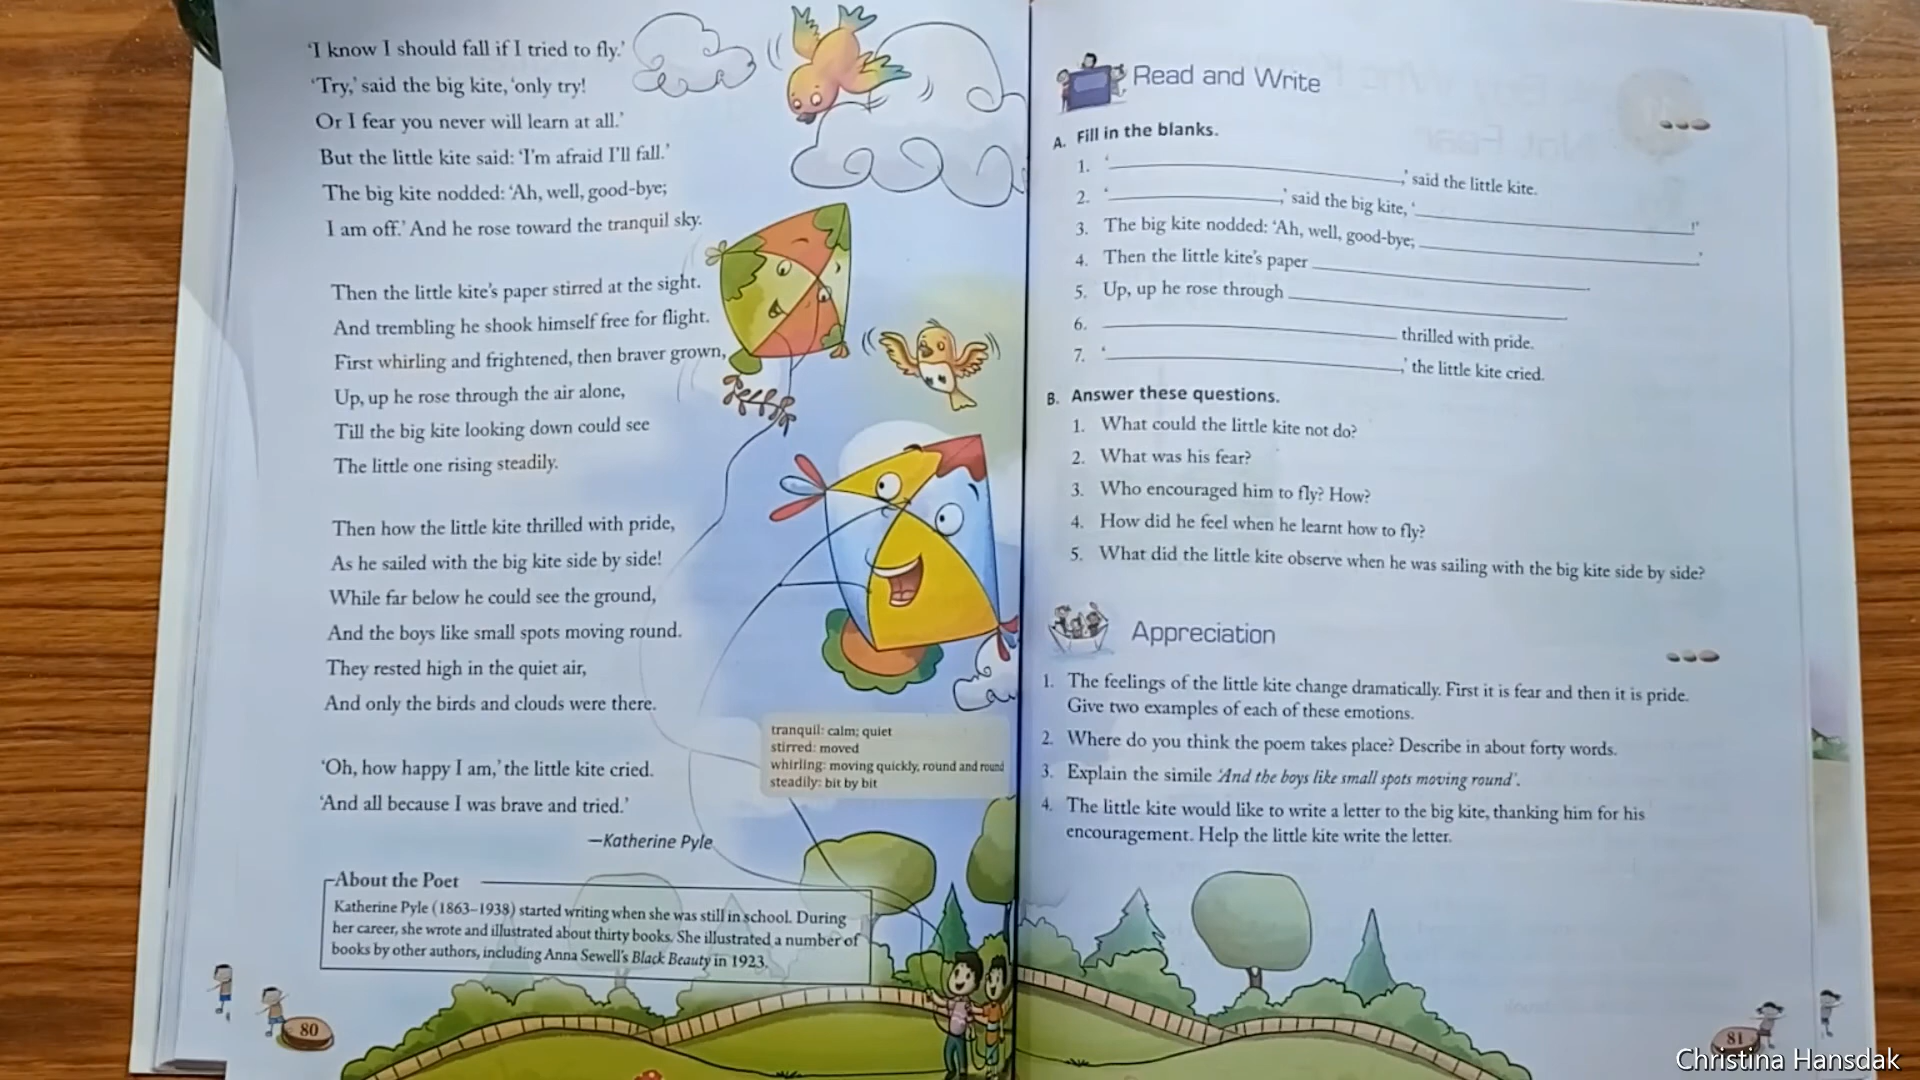 ‘I know I should fall if I tried to fly.’
‘Try,’ said the big kite, ‘only try!
Or I fear you never will learn at all.’
But the little kite said: ‘I’m afraid I’ll fall.’
The big kite nodded: ‘Ah, well, good-bye;
I am off.’ And he rose toward the tranquil sky.
Then the little kite’s paper stirred at the sight.
And trembling he shook himself free for flight.
First whirling and frightened, then braver grown,
Up, up he rose through the air alone,
Till the big kite looking down could see
The little one rising steadily.
Then how the little kite thrilled with pride,
As he sailed with the big kite side by side!
While far below he could see the ground,
And the boys like small spots moving round.
They rested high in the quiet air,
And only the birds and clouds were there.
‘Oh, how happy I am,’ the little kite cried.
‘And all because I was brave and tried.’
—Katherine Pyle
tranquil: calm; quiet
stirred: moved
whirling: moving quickly, round and round
steadily: bit by bit
About the Poet
Katherine Pyle (1863–1938) started writing when she was still in school. During
her career, she wrote and illustrated about thirty books. She illustrated a number of
books by other authors, including Anna Sewell’s Black Beauty in 1923.
80
Read and Write
A. Fill in the blanks.
1. ‘____________________,’ said the little kite.
2. ‘____________________,’ said the big kite, ‘____________________!’
3. The big kite nodded: ‘Ah, well, good-bye; ____________________.’
4. Then the little kite’s paper ____________________
5. Up, up he rose through ____________________
6. ____________________ thrilled with pride.
7. ‘____________________,’ the little kite cried.
B. Answer these questions.
1. What could the little kite not do?
2. What was his fear?
3. Who encouraged him to fly? How?
4. How did he feel when he learnt how to fly?
5. What did the little kite observe when he was sailing with the big kite side by side?
Appreciation
1. The feelings of the little kite change dramatically. First it is fear and then it is pride.
Give two examples of each of these emotions.
2. Where do you think the poem takes place? Describe in about forty words.
3. Explain the simile ‘And the boys like small spots moving round’.
4. The little kite would like to write a letter to the big kite, thanking him for his
encouragement. Help the little kite write the letter.
81
Christina Hansdak